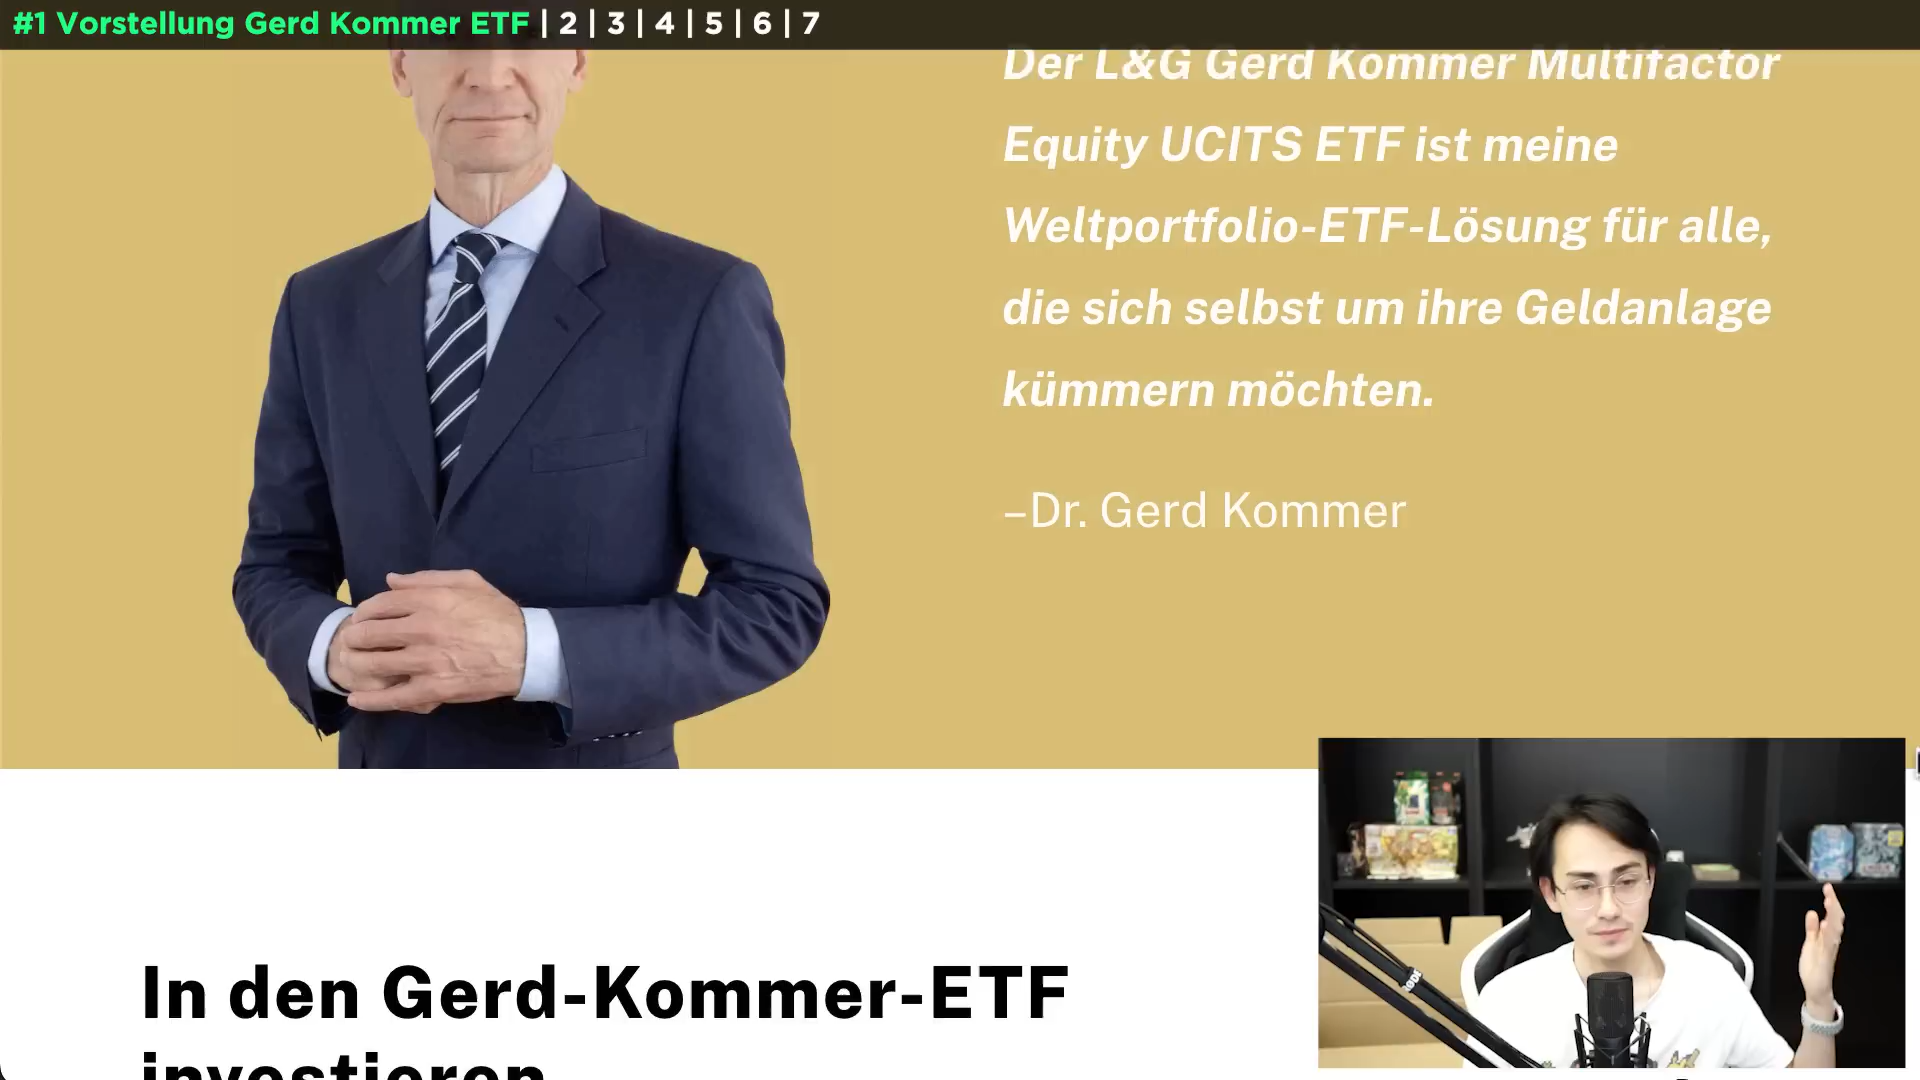 #1 Vorstellung Gerd Kommer ETF | 2 | 3 | 4 | 5 | 6 | 7
Der L&G Gerd Kommer Multifactor
Equity UCITS ETF ist meine
Weltportfolio-ETF-Lösung für alle,
die sich selbst um ihre Geldanlage
kümmern möchten.
–Dr. Gerd Kommer
In den Gerd-Kommer-ETF
investieren
RØDE